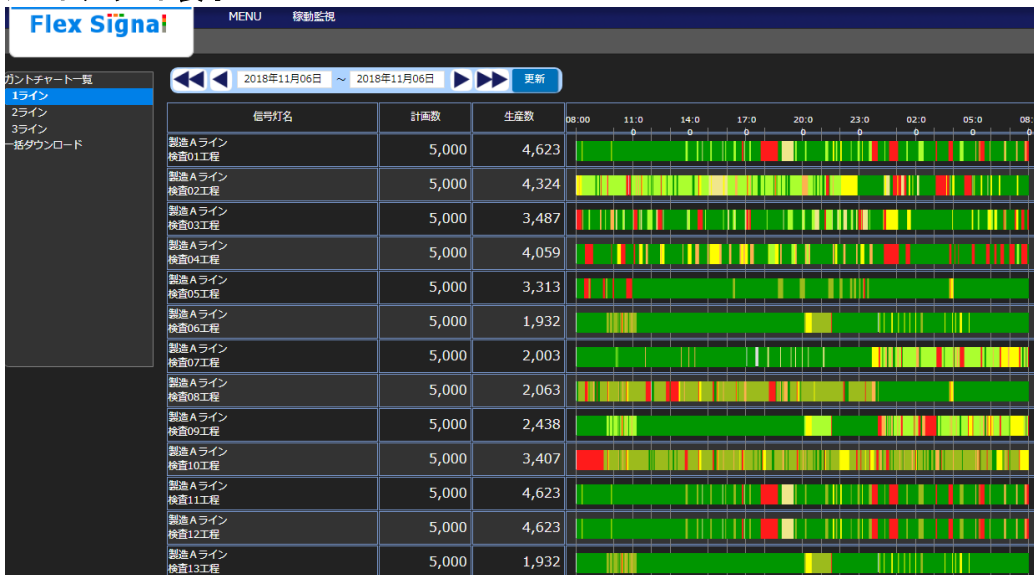 Flex Signal
MENU 稼動監視
ガントチャート一覧
1ライン
2ライン
3ライン
一括ダウンロード
2018年11月06日 ～ 2018年11月06日 更新
信号灯名 計画数 生産数 08:00 11:00 14:00 17:00 20:00 23:00 02:00 05:00 08:
製造Aライン
検査01工程 5,000 4,623
製造Aライン
検査02工程 5,000 4,324
製造Aライン
検査03工程 5,000 3,487
製造Aライン
検査04工程 5,000 4,059
製造Aライン
検査05工程 5,000 3,313
製造Aライン
検査06工程 5,000 1,932
製造Aライン
検査07工程 5,000 2,003
製造Aライン
検査08工程 5,000 2,063
製造Aライン
検査09工程 5,000 2,438
製造Aライン
検査10工程 5,000 3,407
製造Aライン
検査11工程 5,000 4,623
製造Aライン
検査12工程 5,000 4,623
製造Aライン
検査13工程 5,000 1,932